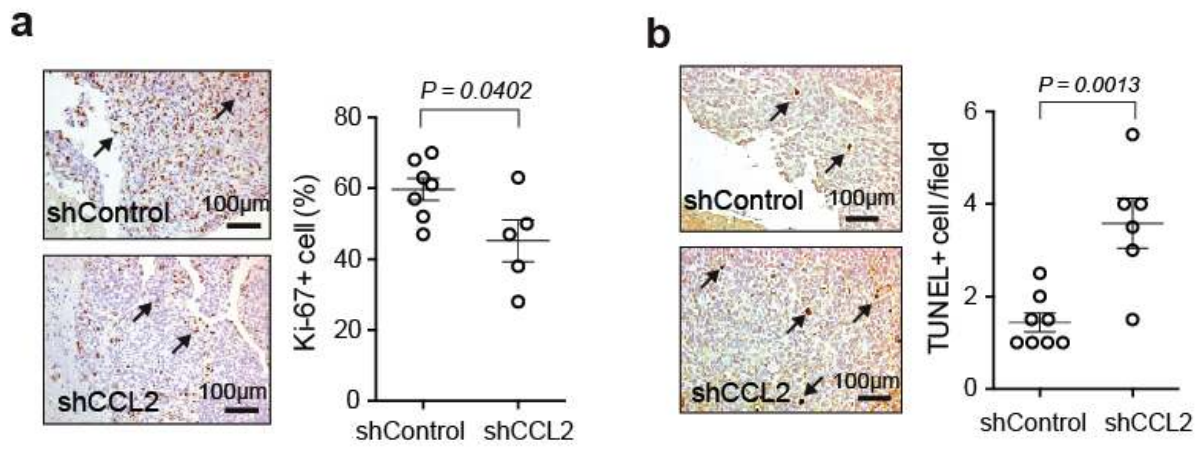 a
shControl
100µm
shCCL2
100µm
P = 0.0402
Ki-67+ cell (%)
80
60
40
20
0
shControl shCCL2
b
shControl
100µm
shCCL2
100µm
P = 0.0013
TUNEL+ cell /field
6
4
2
0
shControl shCCL2